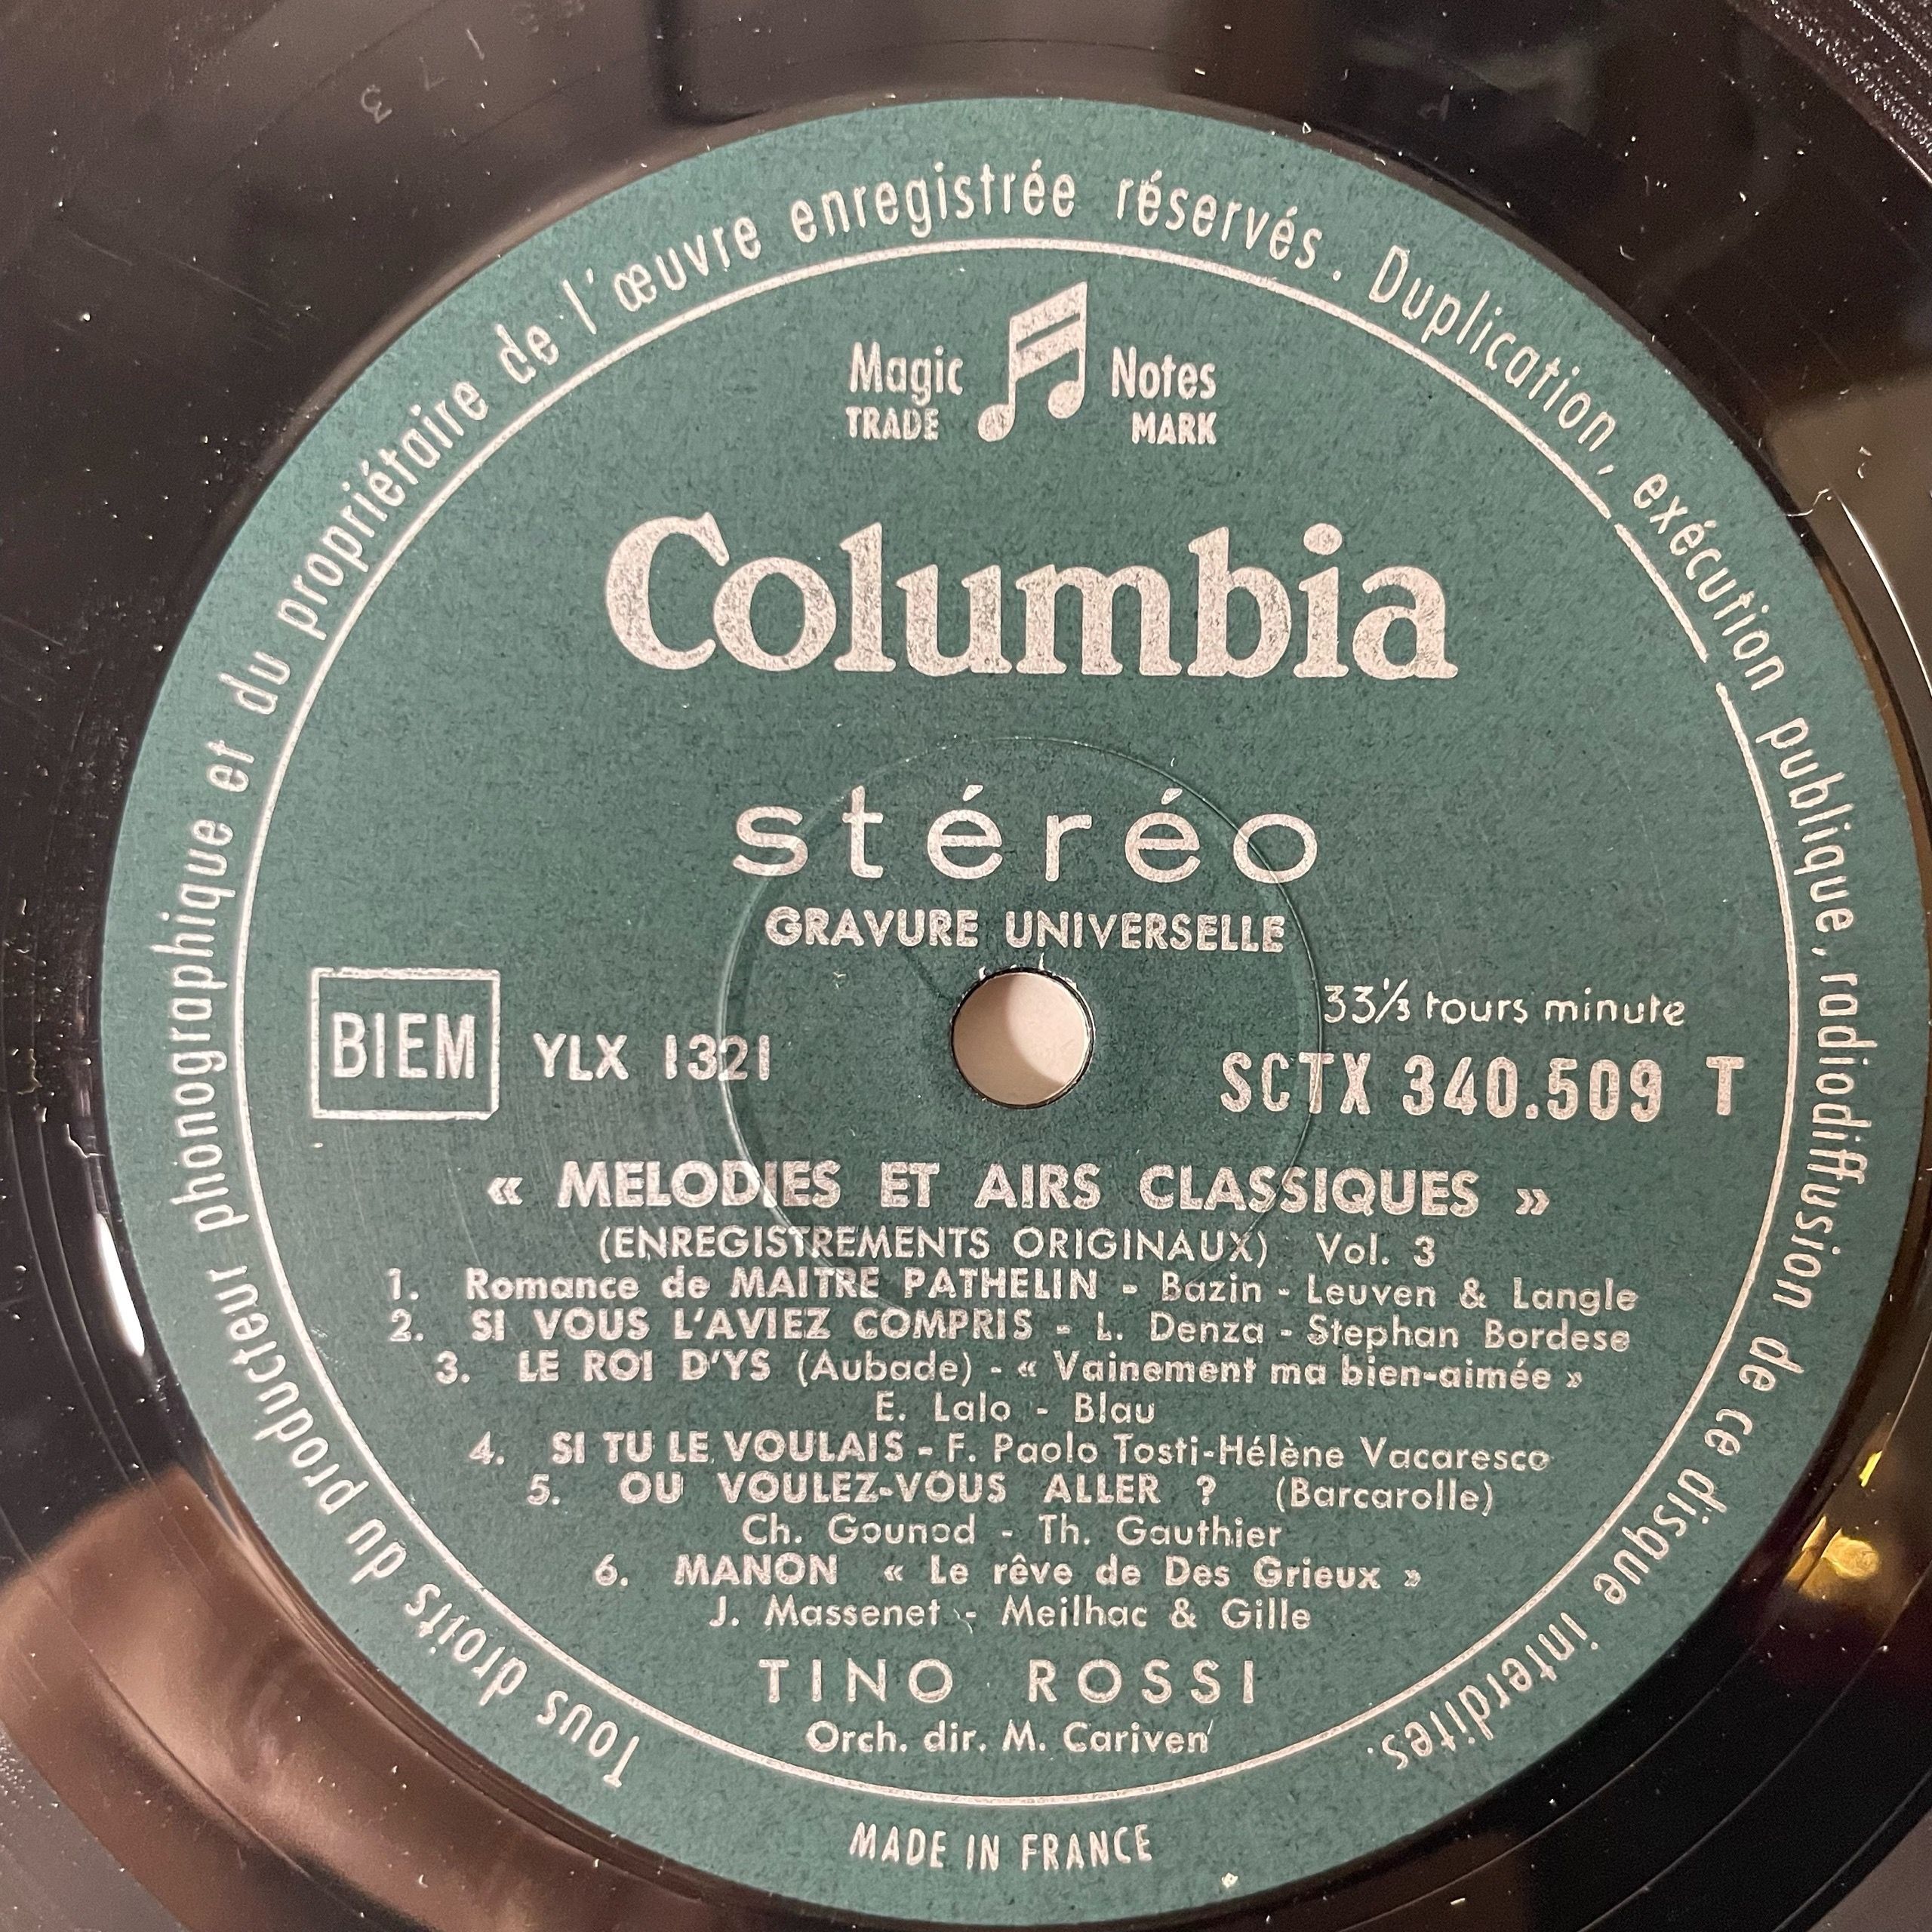 Tous droits du producteur phonographique et du propriétaire de l'œuvre enregistrée réservés. Duplication, exécution publique, radiodiffusion de ce disque interdites.
Magic Notes
TRADE MARK
Columbia
stéréo
GRAVURE UNIVERSELLE
33 1/3 tours minute
BIEM YLX 1321
SCTX 340.509 T
« MELODIES ET AIRS CLASSIQUES »
(ENREGISTREMENTS ORIGINAUX) Vol. 3
1. Romance de MAITRE PATHELIN - Bazin - Leuven & Langle
2. SI VOUS L'AVIEZ COMPRIS - L. Denza - Stephan Bordese
3. LE ROI D'YS (Aubade) - « Vainement ma bien-aimée »
E. Lalo - Blau
4. SI TU LE VOULAIS - F. Paolo Tosti-Hélène Vacaresco
5. OU VOULEZ-VOUS ALLER ? (Barcarolle)
Ch. Gounod - Th. Gauthier
6. MANON « Le rêve de Des Grieux »
J. Massenet - Meilhac & Gille
TINO ROSSI
Orch. dir. M. Cariven
MADE IN FRANCE